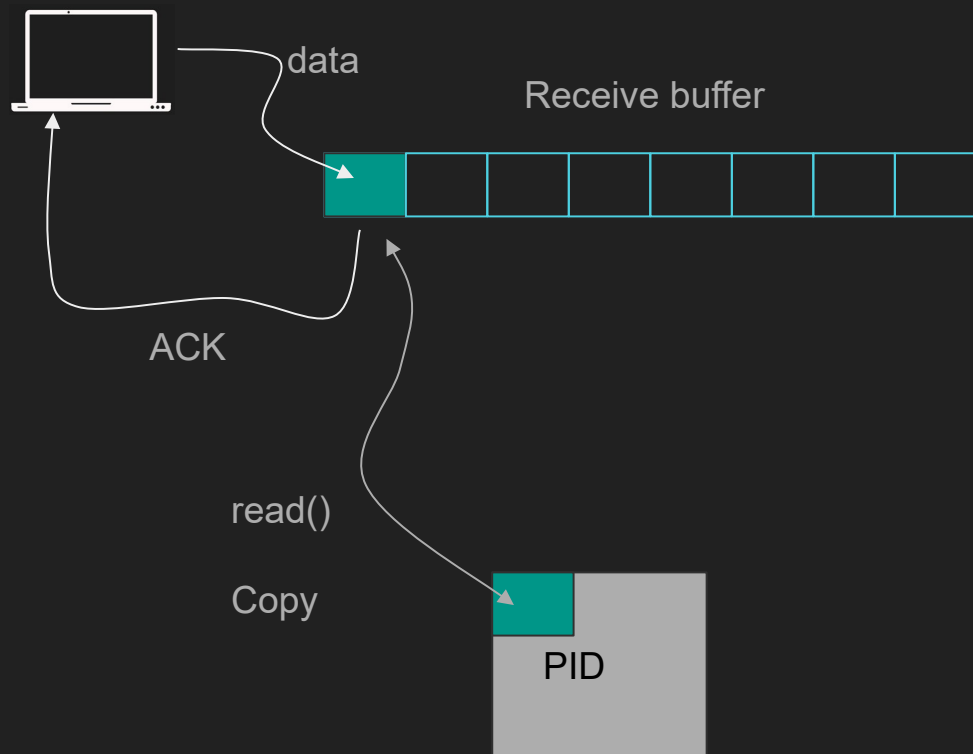 data
Receive buffer
ACK
read()
Copy
PID